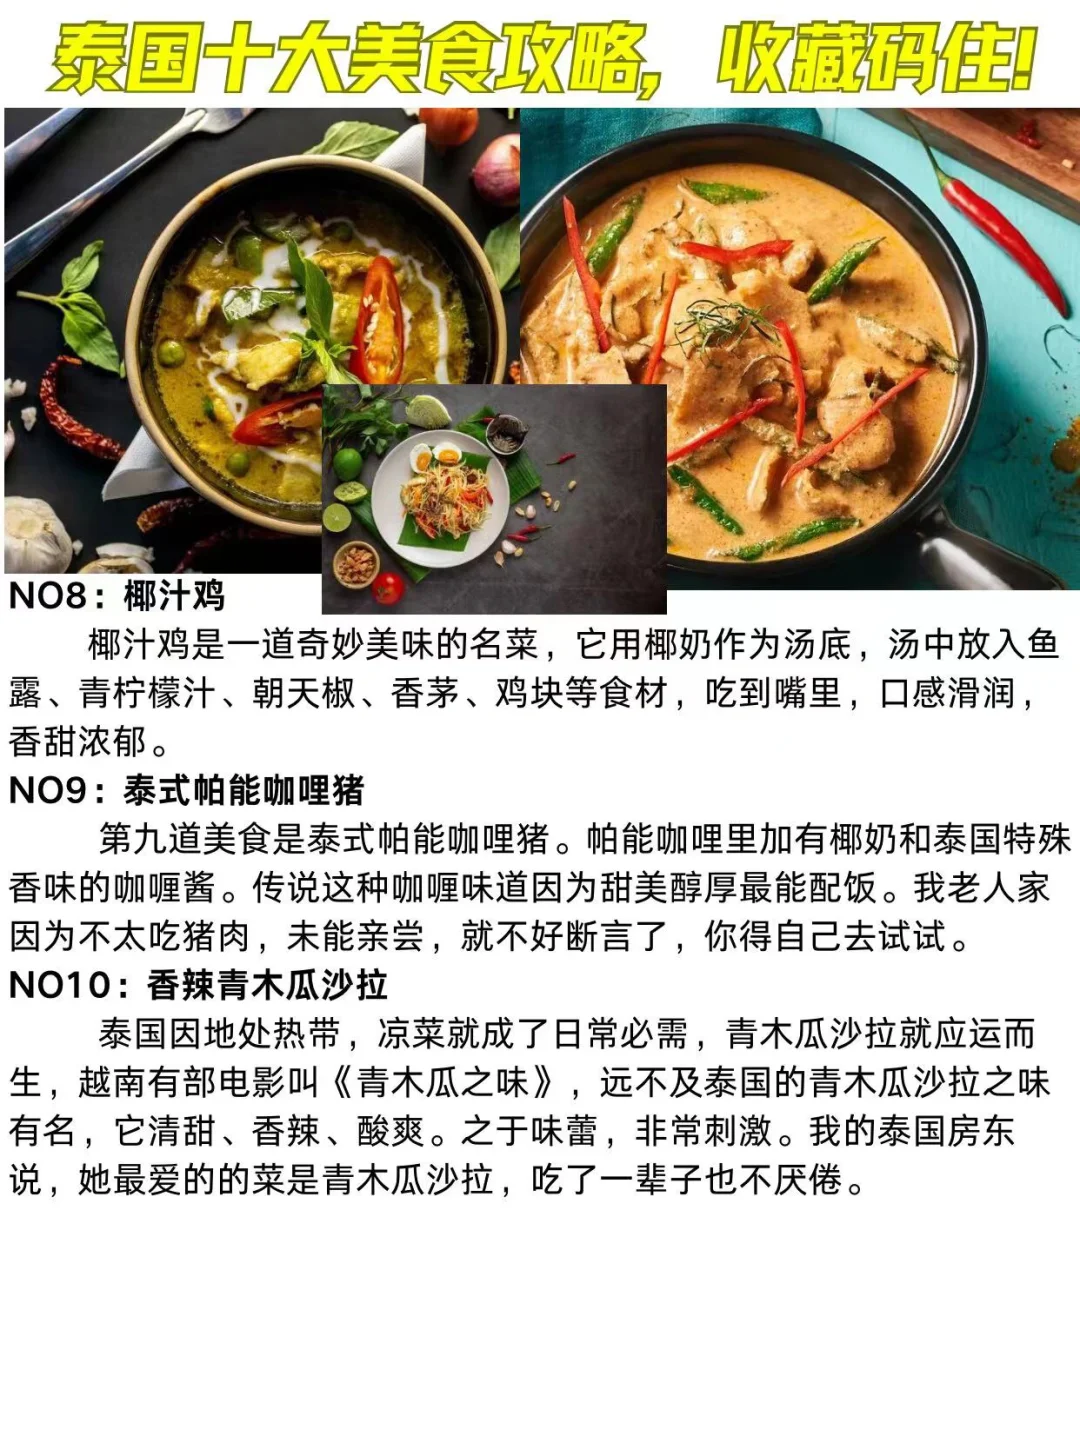 泰国十大美食攻略，收藏码住!
NO8：椰汁鸡
椰汁鸡是一道奇妙美味的名菜，它用椰奶作为汤底，汤中放入鱼
露、青柠檬汁、朝天椒、香茅、鸡块等食材，吃到嘴里，口感滑润，
香甜浓郁。
NO9：泰式帕能咖哩猪
第九道美食是泰式帕能咖哩猪。帕能咖哩里加有椰奶和泰国特殊
香味的咖喱酱。传说这种咖喱味道因为甜美醇厚最能配饭。我老人家
因为不太吃猪肉，未能亲尝，就不好断言了，你得自己去试试。
NO10：香辣青木瓜沙拉
泰国因地处热带，凉菜就成了日常必需，青木瓜沙拉就应运而
生，越南有部电影叫《青木瓜之味》，远不及泰国的青木瓜沙拉之味
有名，它清甜、香辣、酸爽。之于味蕾，非常刺激。我的泰国房东
说，她最爱的的菜是青木瓜沙拉，吃了一辈子也不厌倦。